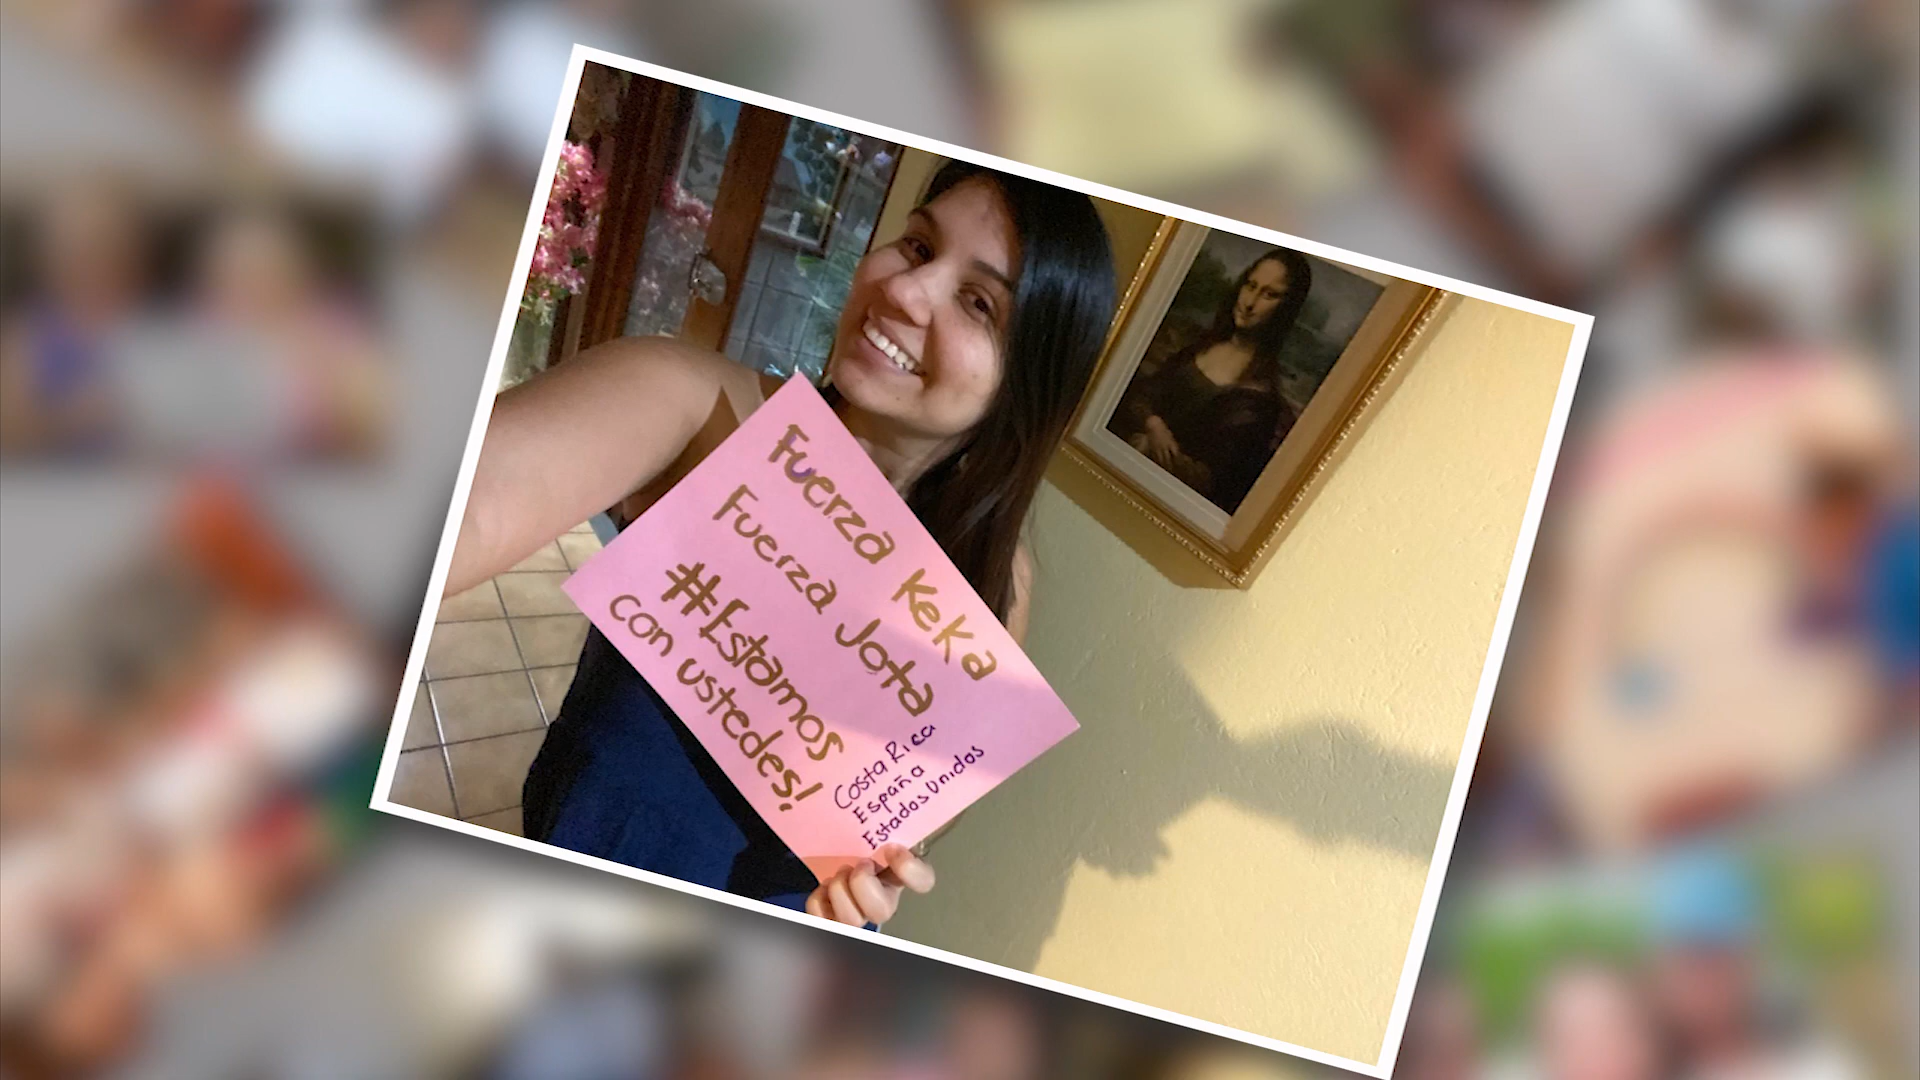 Fuerza Keka
Fuerza Jota
#Estamos
con ustedes!
Costa Rica
España
Estados Unidos